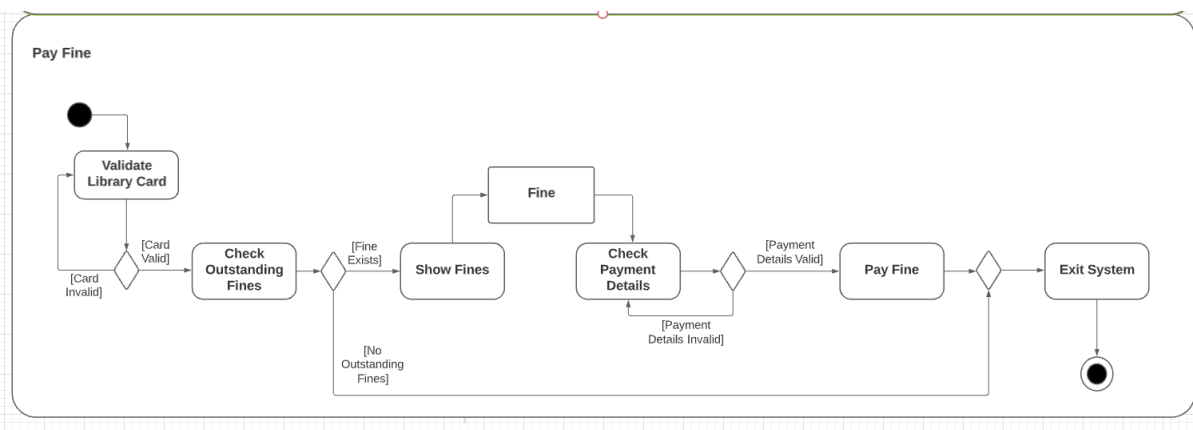 Pay Fine
Validate
Library Card
[Card
Valid]
[Card
Invalid]
Check
Outstanding
Fines
[Fine
Exists]
[No
Outstanding
Fines]
Show Fines
Fine
Check
Payment
Details
[Payment
Details Valid]
[Payment
Details Invalid]
Pay Fine
Exit System